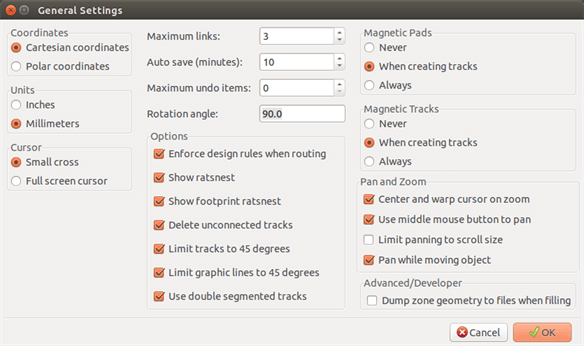 General Settings
Coordinates
Cartesian coordinates
Polar coordinates
Units
Inches
Millimeters
Cursor
Small cross
Full screen cursor
Maximum links: 3
Auto save (minutes): 10
Maximum undo items: 0
Rotation angle: 90.0
Options
Enforce design rules when routing
Show ratsnest
Show footprint ratsnest
Delete unconnected tracks
Limit tracks to 45 degrees
Limit graphic lines to 45 degrees
Use double segmented tracks
Magnetic Pads
Never
When creating tracks
Always
Magnetic Tracks
Never
When creating tracks
Always
Pan and Zoom
Center and warp cursor on zoom
Use middle mouse button to pan
Limit panning to scroll size
Pan while moving object
Advanced/Developer
Dump zone geometry to files when filling
Cancel
OK